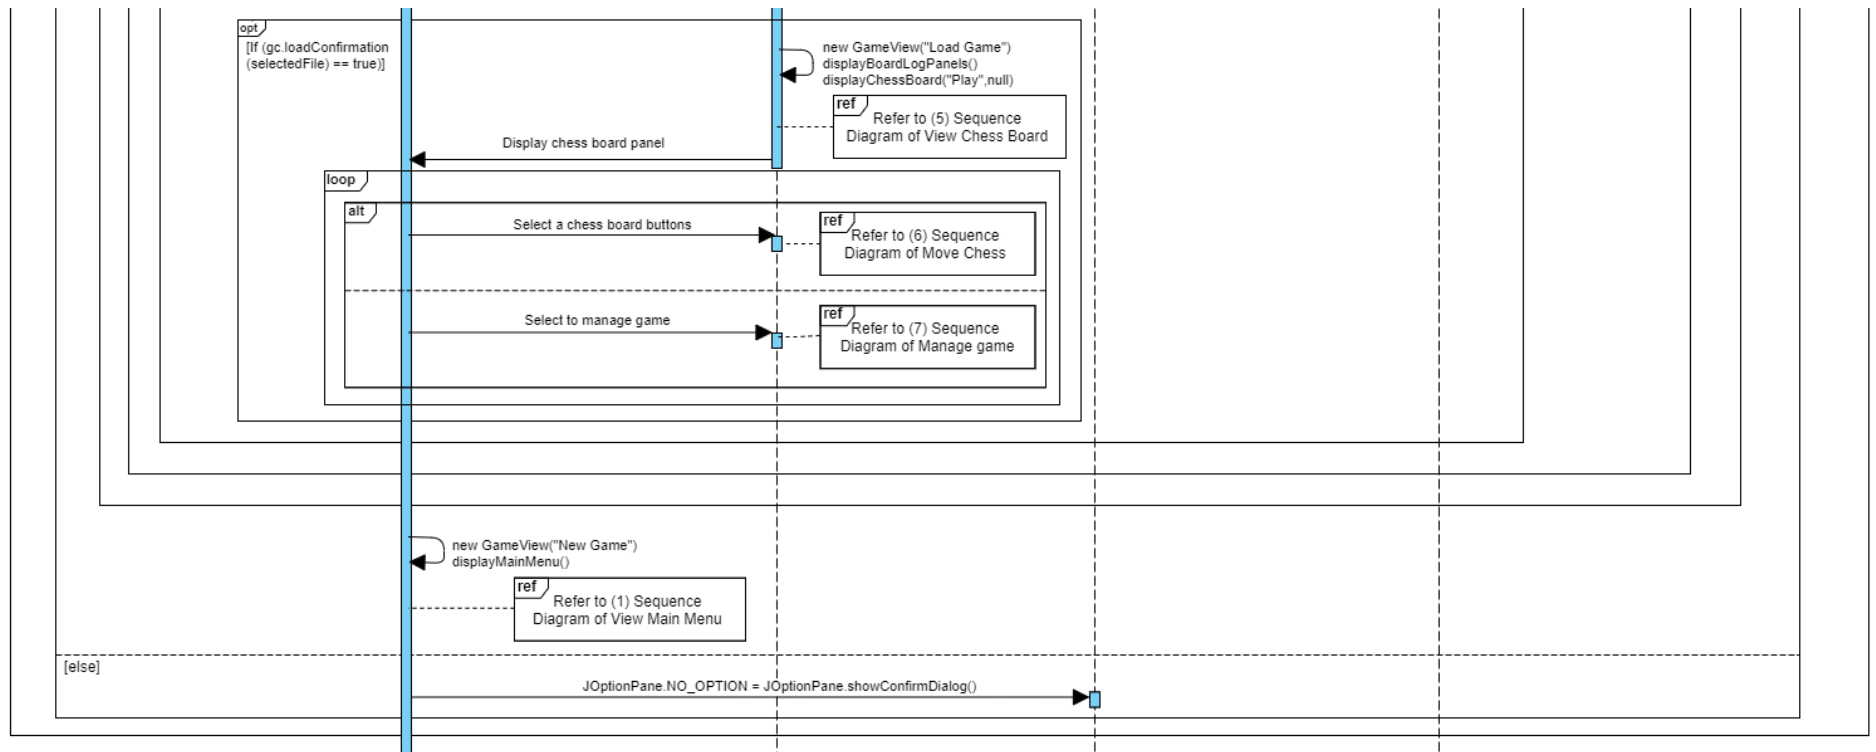 opt
[If (gc.loadConfirmation
(selectedFile) == true)]
new GameView("Load Game")
displayBoardLogPanels()
displayChessBoard("Play",null)
ref
Refer to (5) Sequence
Diagram of View Chess Board
Display chess board panel
loop
alt
Select a chess board buttons
ref
Refer to (6) Sequence
Diagram of Move Chess
Select to manage game
ref
Refer to (7) Sequence
Diagram of Manage game
new GameView("New Game")
displayMainMenu()
ref
Refer to (1) Sequence
Diagram of View Main Menu
[else]
JOptionPane.NO_OPTION = JOptionPane.showConfirmDialog()